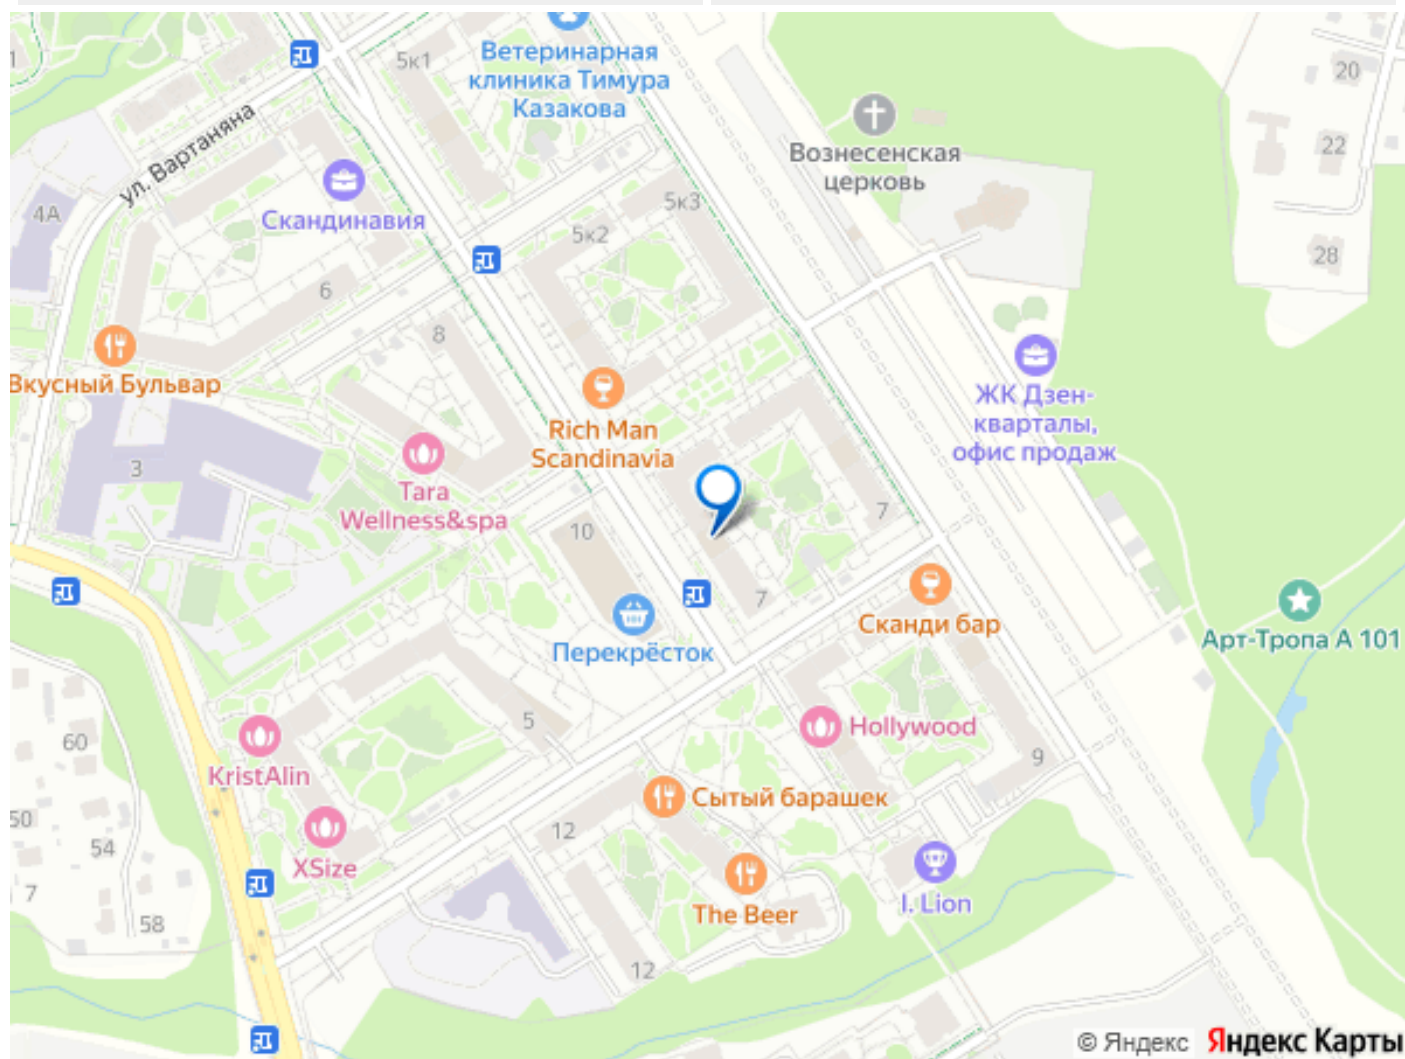 Ветеринарная
клиника Тимура
Казакова
5к1
1
20
ул. Вартаняна
Вознесенская
церковь
22
4А
Скандинавия
5к3
5к2
28
6
8
Вкусный Бульвар
ЖК Дзен-
кварталы,
офис продаж
Rich Man
Scandinavia
3
Tara
Wellness&spa
10
7
7
Сканди бар
Перекрёсток
Арт-Тропа А 101
5
Hollywood
60
KristAlin
9
Сытый барашек
50
12
54
XSize
7
The Beer
I. Lion
58
12
© Яндекс Яндекс Карты